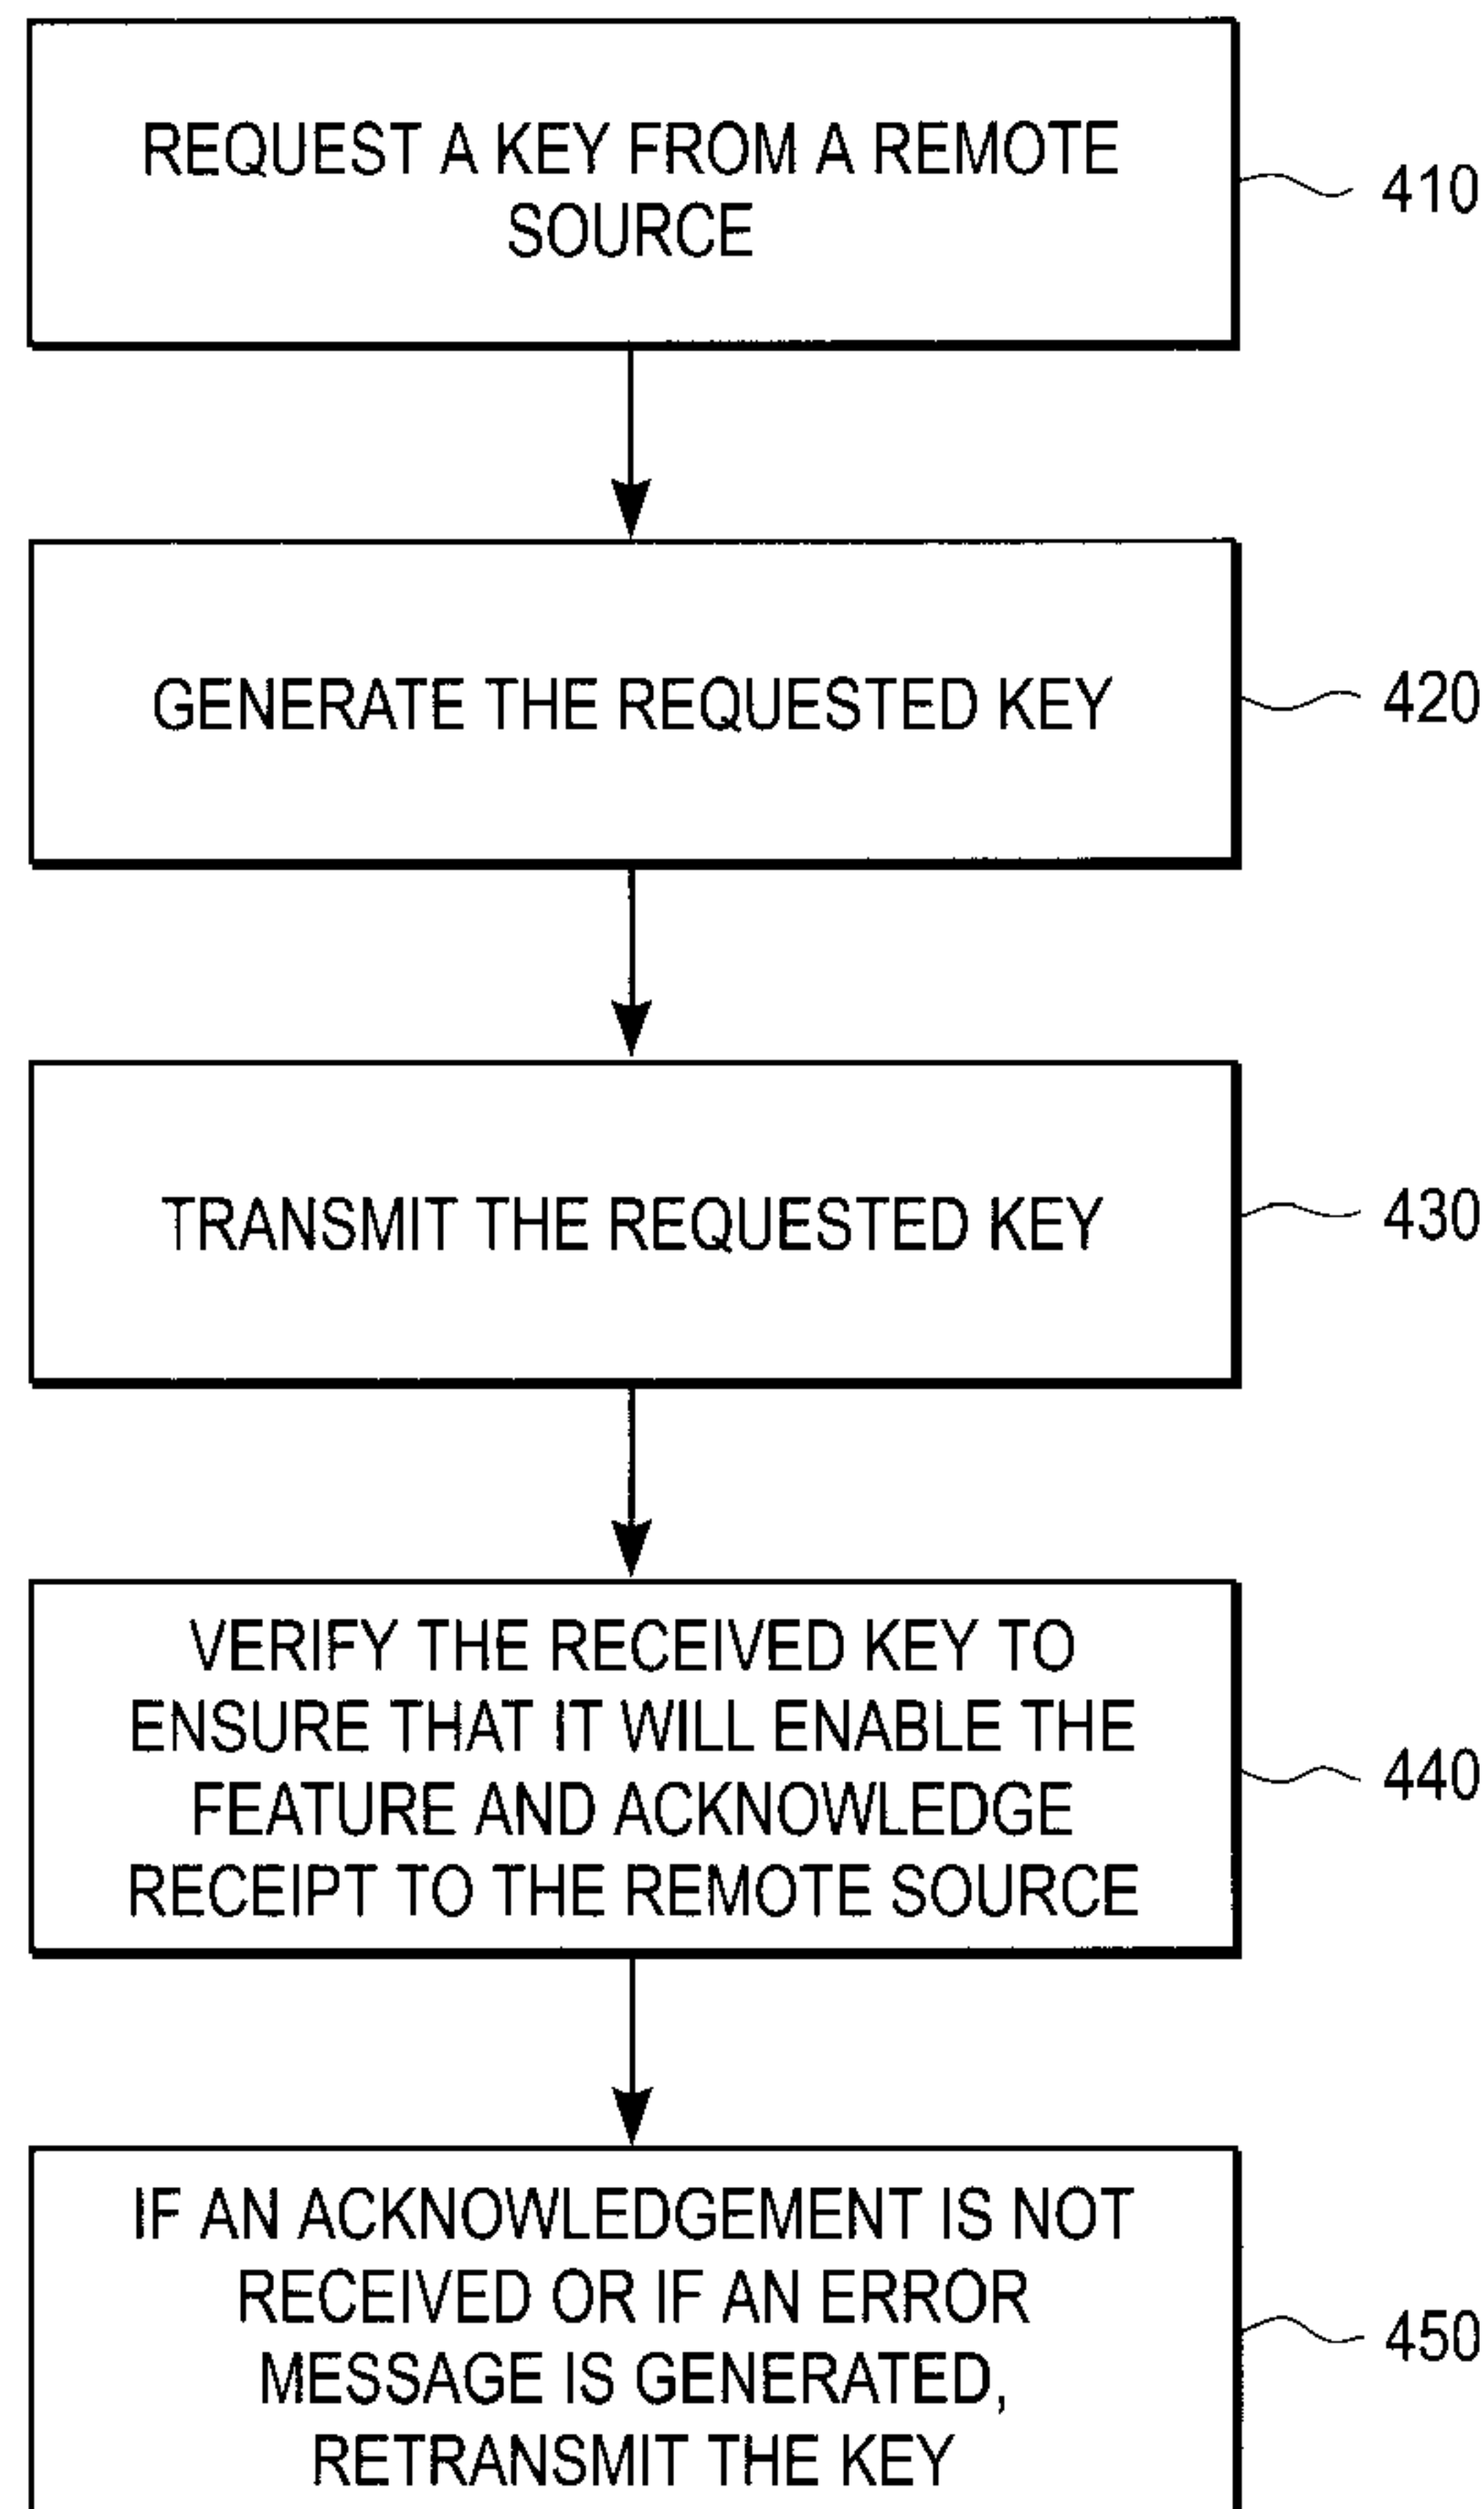 REQUEST A KEY FROM A REMOTE
SOURCE
410
GENERATE THE REQUESTED KEY
420
TRANSMIT THE REQUESTED KEY
430
VERIFY THE RECEIVED KEY TO
ENSURE THAT IT WILL ENABLE THE
FEATURE AND ACKNOWLEDGE
RECEIPT TO THE REMOTE SOURCE
440
IF AN ACKNOWLEDGEMENT IS NOT
RECEIVED OR IF AN ERROR
MESSAGE IS GENERATED,
RETRANSMIT THE KEY
450